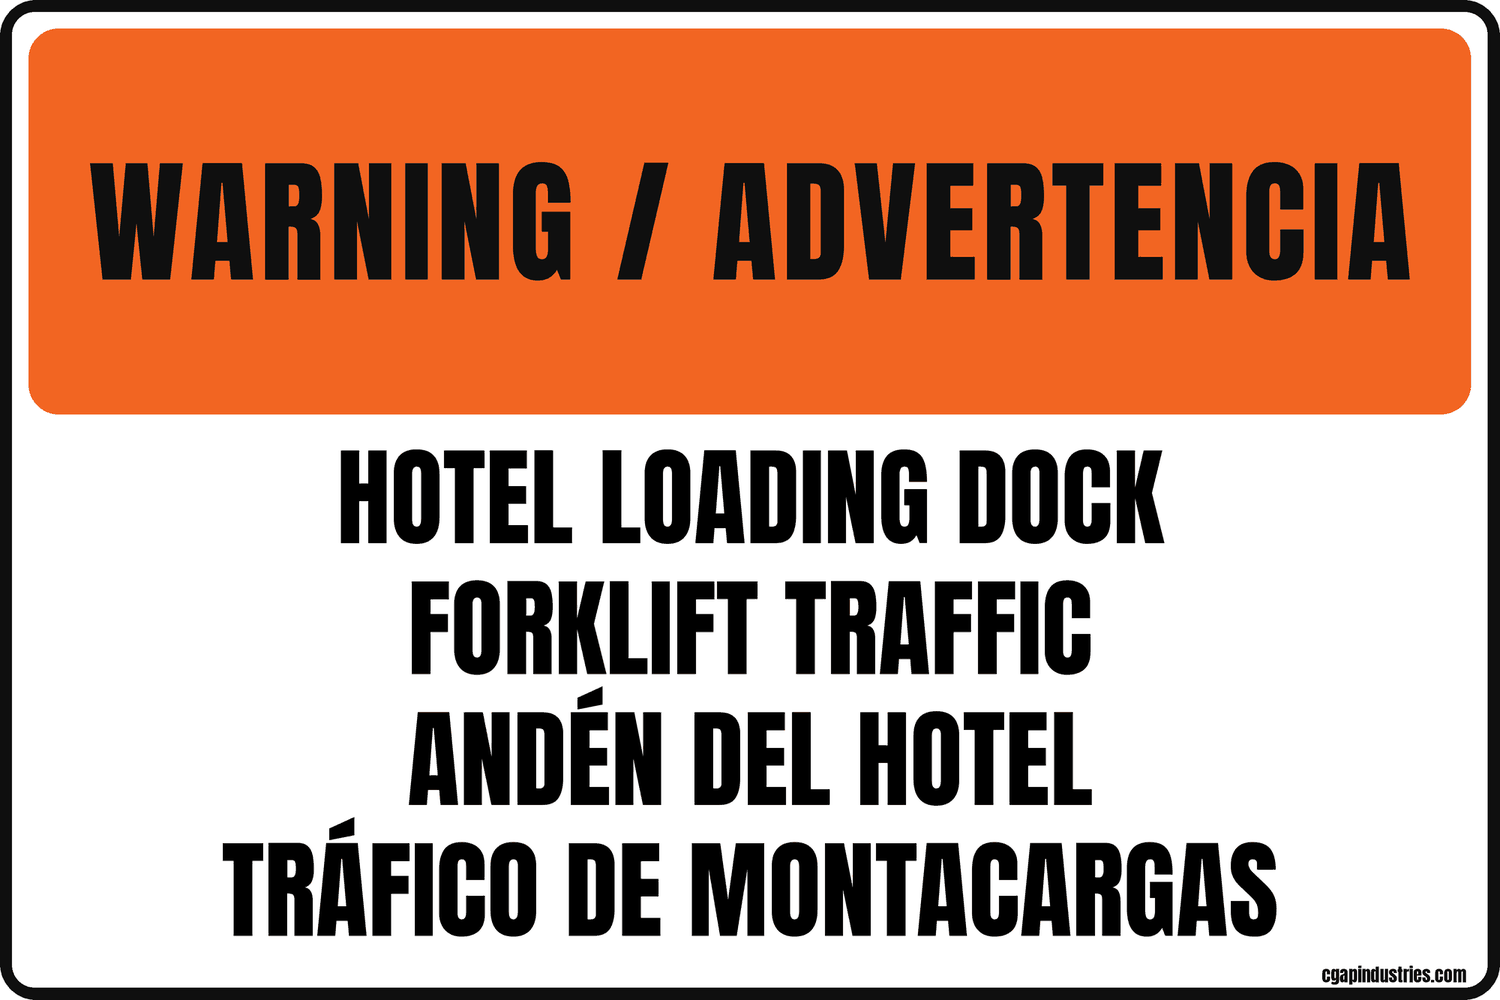 WARNING / ADVERTENCIA
HOTEL LOADING DOCK
FORKLIFT TRAFFIC
ANDÉN DEL HOTEL
TRÁFICO DE MONTACARGAS
cgapindustries.com